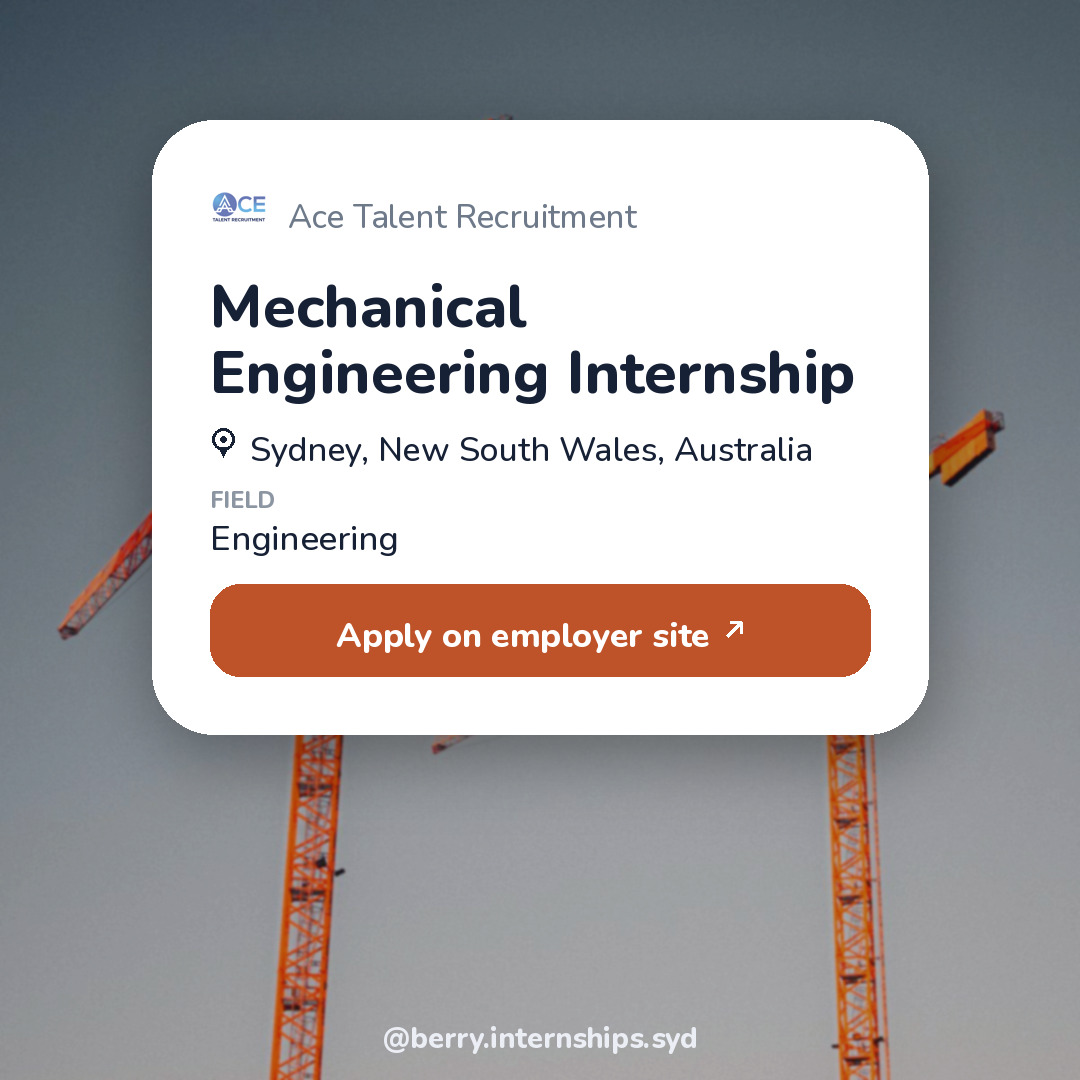 ACE
TALENT RECRUITMENT
Ace Talent Recruitment
Mechanical
Engineering Internship
Sydney, New South Wales, Australia
FIELD
Engineering
Apply on employer site
@berry.internships.syd